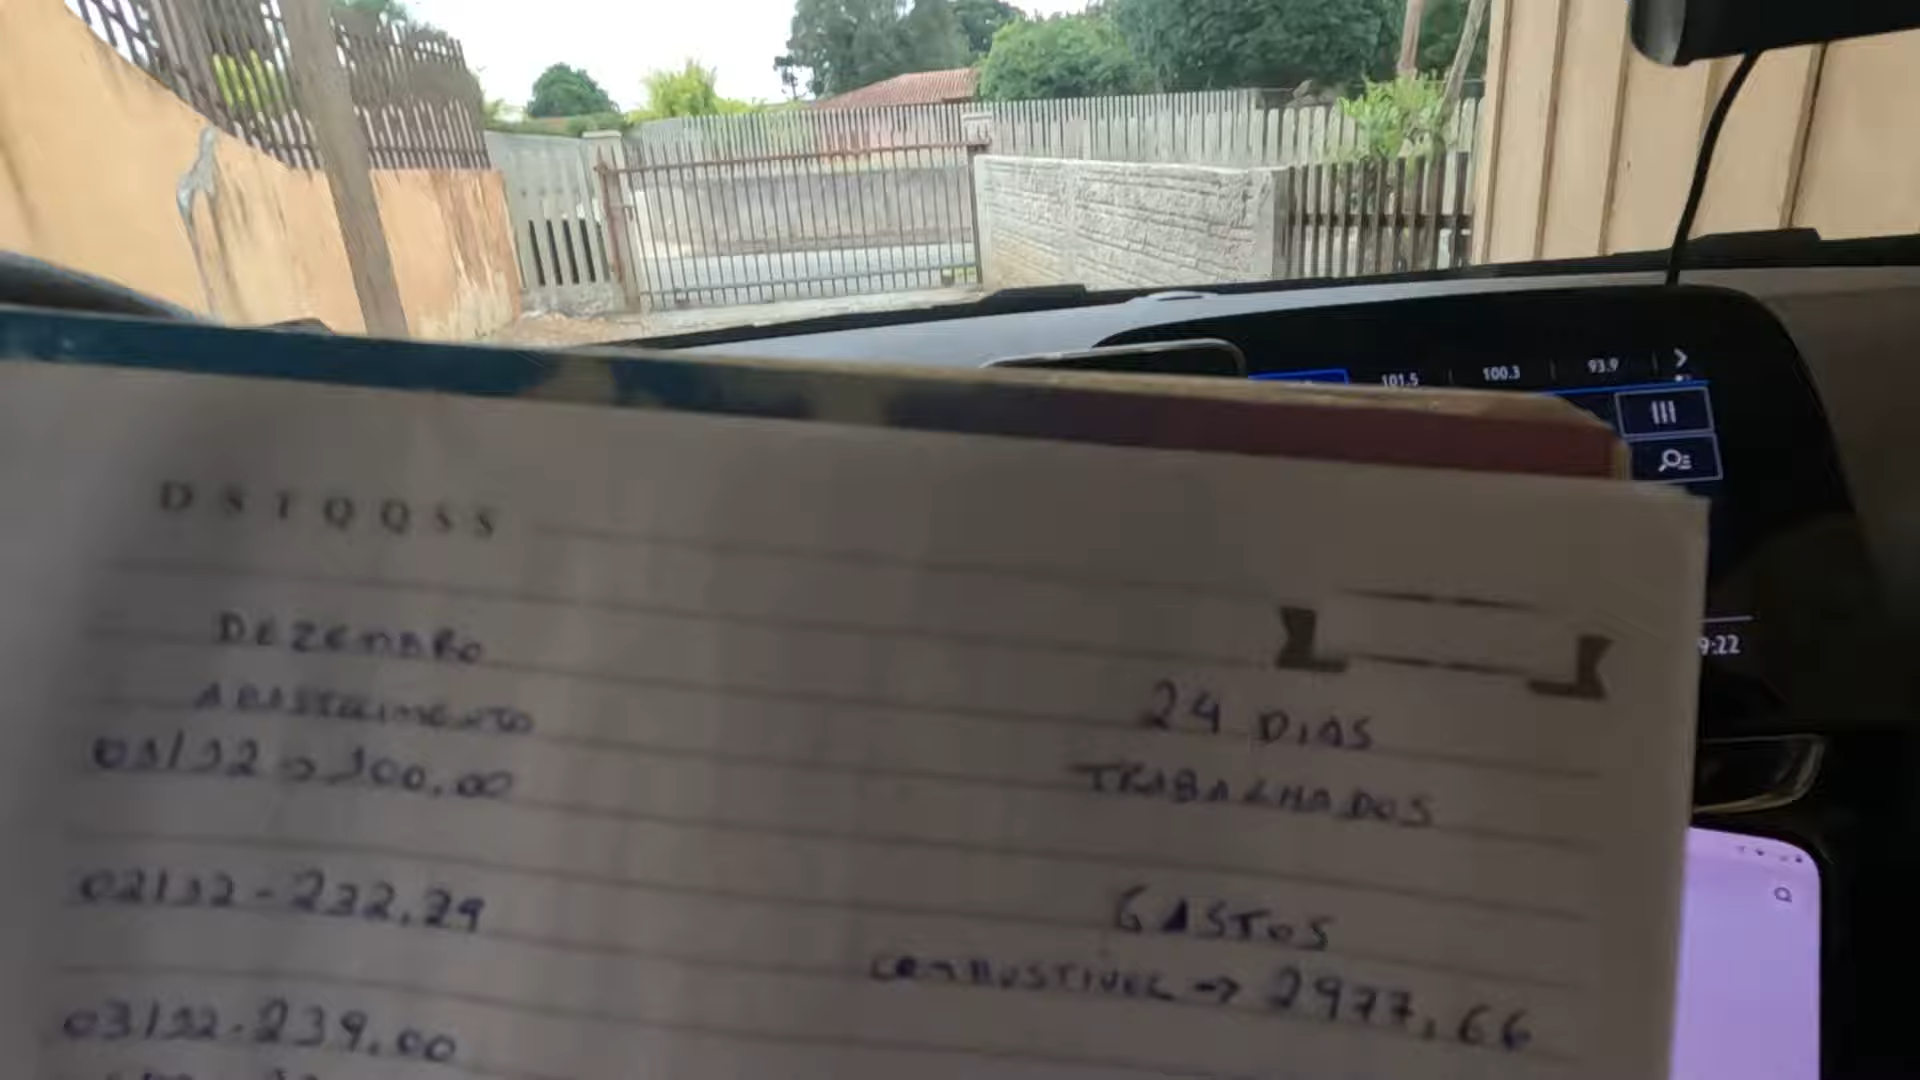 101.5 | 100.3 | 93.9
9:22
D S T Q Q S S
DEZEMBRO
ABASTECIMENTO
01/12 → 100,00
02/12 - 232,29
03/12 - 239,00
24 DIAS
TRABALHADOS
GASTOS
COMBUSTIVEL → 2977,66